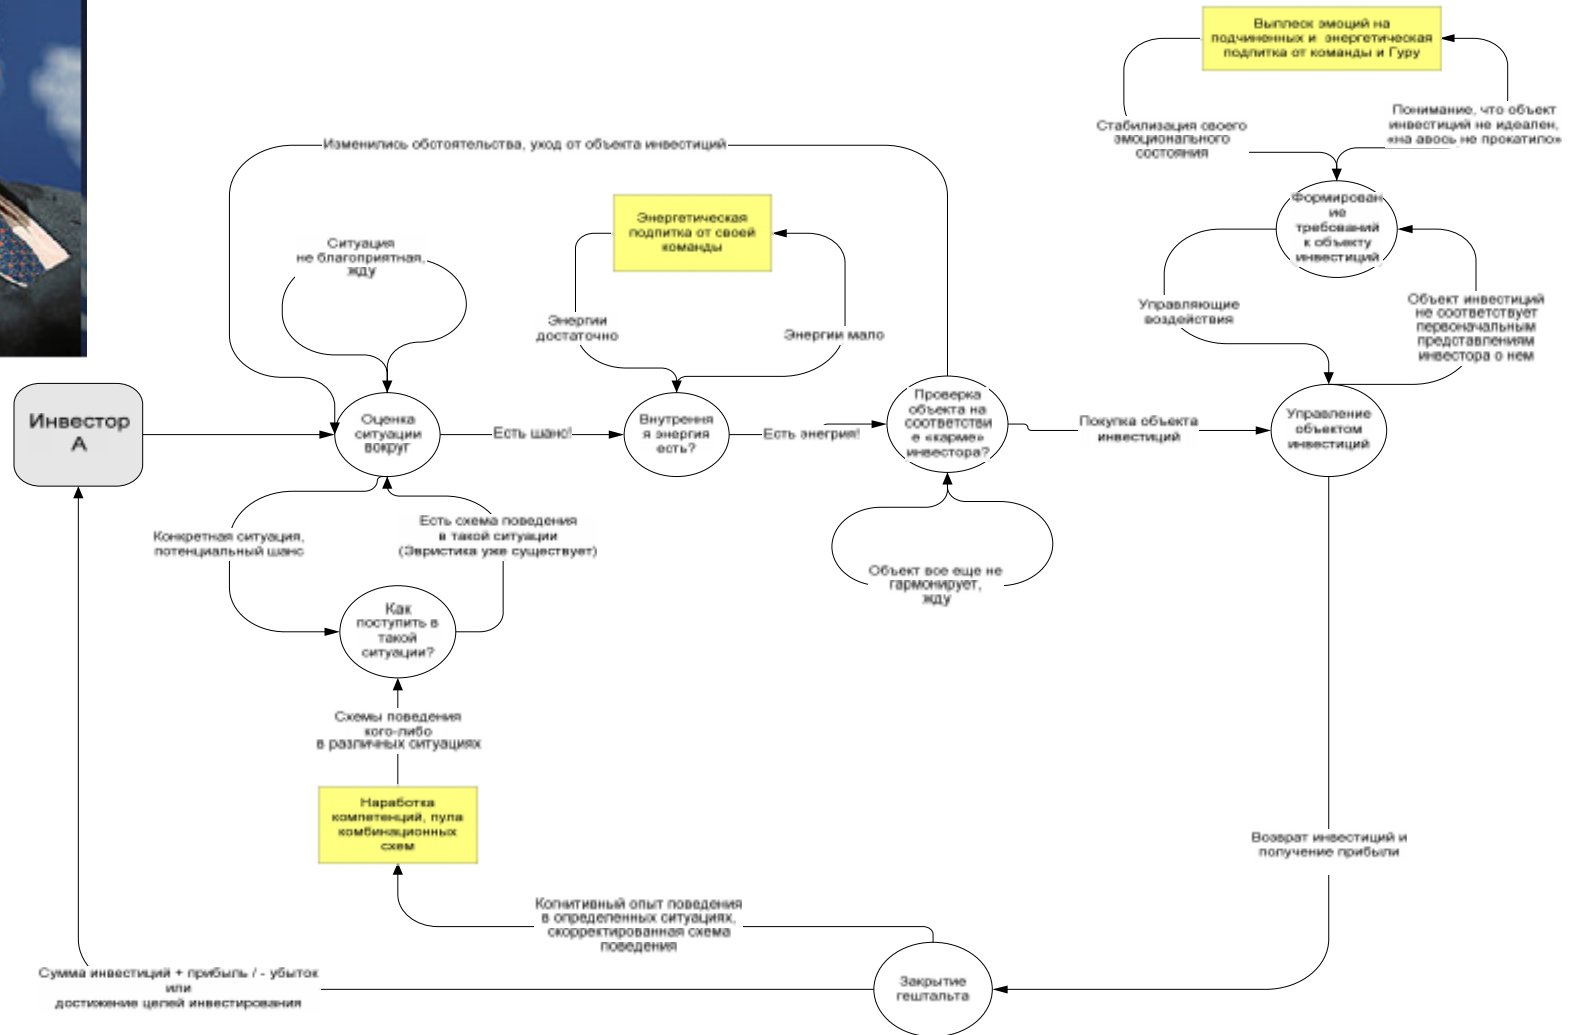 Выплеск эмоций на
подчиненных и энергетическая
подпитка от команды и Гуру
Стабилизация своего
эмоционального
состояния
Понимание, что объект
инвестиций не идеален,
«на авось не прокатило»
Изменились обстоятельства, уход от объекта инвестиций
Формирован
ие
требований
к объекту
инвестиций
Энергетическая
подпитка от своей
команды
Ситуация
не благоприятная,
жду
Энергии
достаточно
Энергии мало
Управляющие
воздействия
Объект инвестиций
не соответствует
первоначальным
представлениям
инвестора о нем
Инвестор
А
Оценка
ситуации
вокруг
Есть шанс!
Внутрення
я энергия
есть?
Есть энегрия!
Проверка
объекта на
соответстви
е «карме»
инвестора?
Покупка объекта
инвестиций
Управление
объектом
инвестиций
Конкретная ситуация,
потенциальный шанс
Есть схема поведения
в такой ситуации
(Эвристика уже существует)
Объект все еще не
гармонирует,
жду
Как
поступить в
такой
ситуации?
Схемы поведения
кого-либо
в различных ситуациях
Наработка
компетенций, пула
комбинационных
схем
Возврат инвестиций и
получение прибыли
Когнитивный опыт поведения
в определенных ситуациях,
скорректированная схема
поведения
Закрытие
гештальта
Сумма инвестиций + прибыль / - убыток
или
достижение целей инвестирования